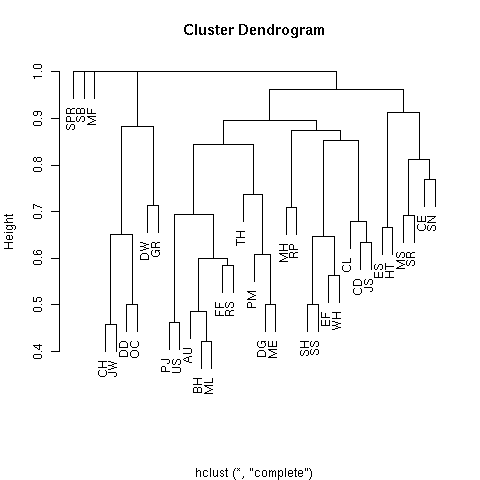 Cluster Dendrogram
Height
1.0
0.9
0.8
0.7
0.6
0.5
0.4
SPR
SB
MF
CH
JW
DD
OC
DW
GR
PJ
US
AU
BH
ML
FF
RS
TH
PM
DG
ME
MH
RP
SH
SS
EF
WH
CL
CD
JS
ES
HT
MS
SR
CE
SN
hclust (*, "complete")